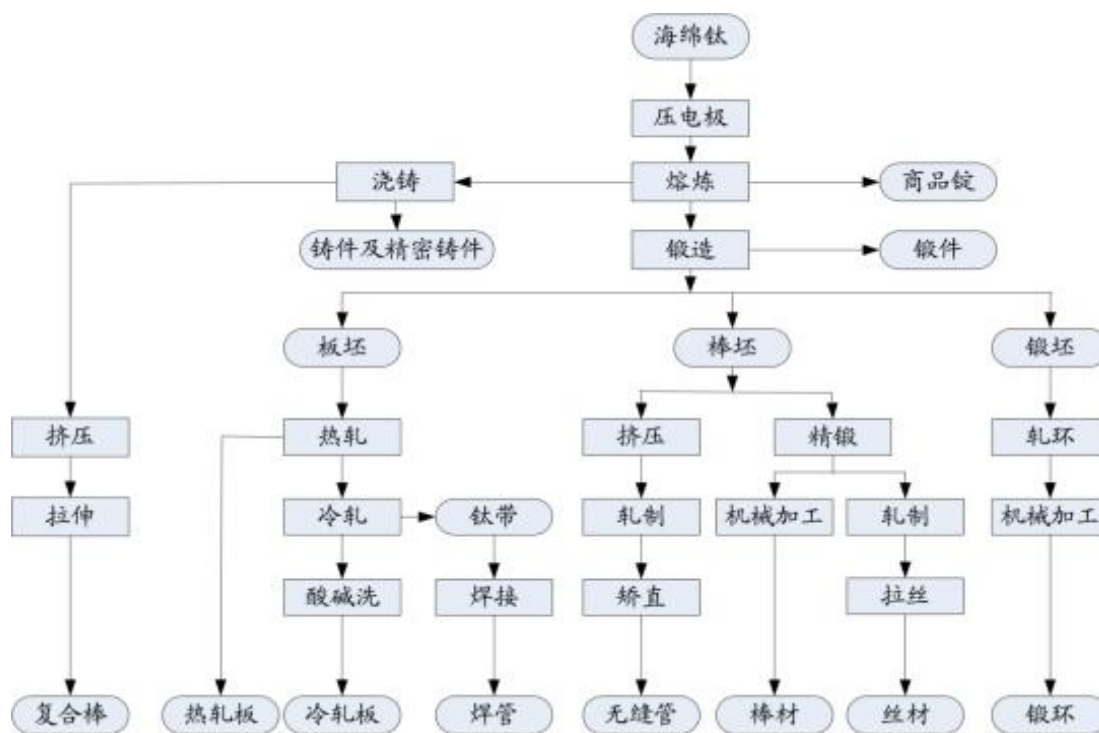 海绵钛
压电极
浇铸
熔炼
商品锭
铸件及精密铸件
锻造
锻件
板坯
棒坯
锻坯
挤压
热轧
挤压
精锻
轧环
拉伸
冷轧
钛带
轧制
机械加工
轧制
机械加工
酸碱洗
焊接
矫直
拉丝
复合棒
热轧板
冷轧板
焊管
无缝管
棒材
丝材
锻环